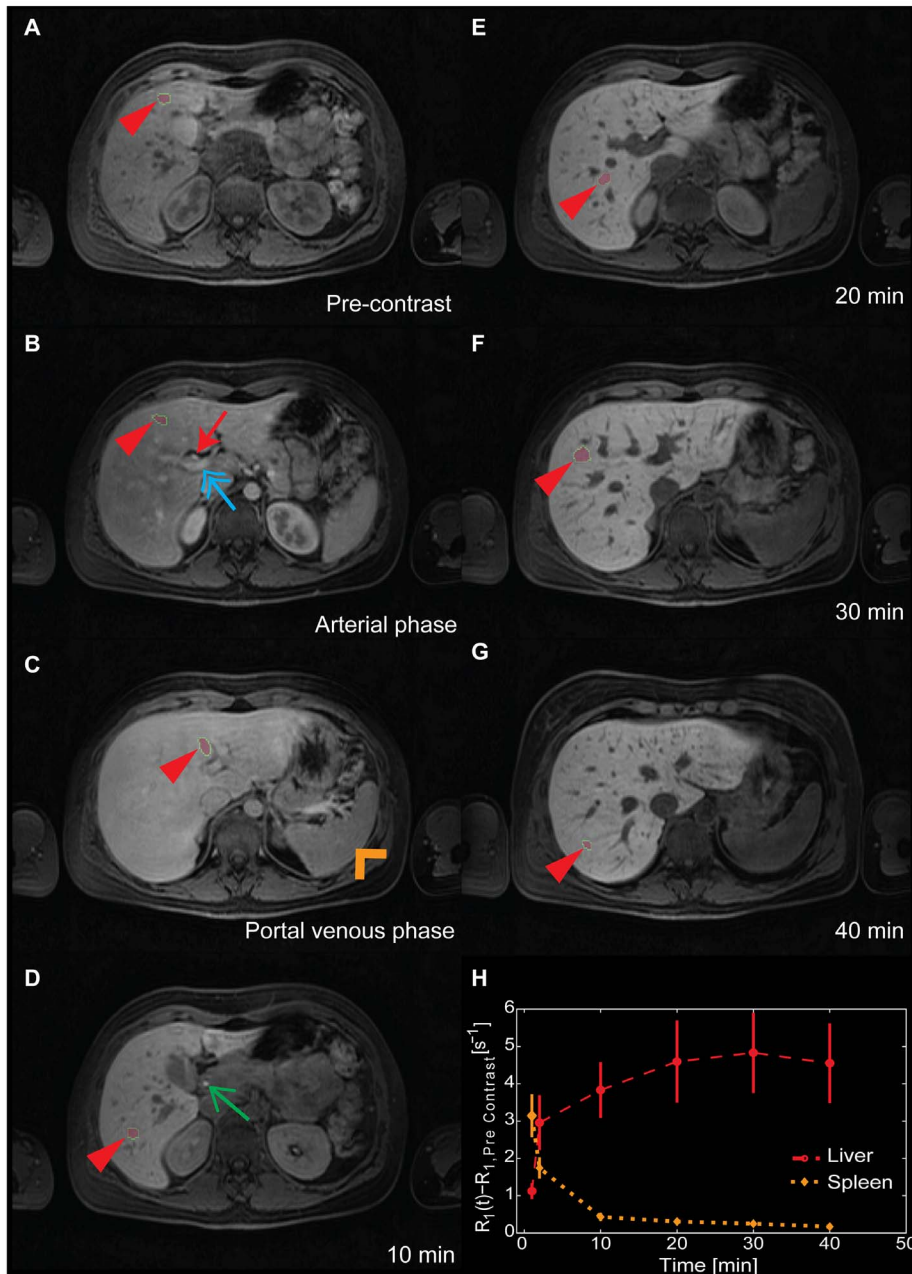 A
Pre-contrast
B
Arterial phase
C
Portal venous phase
D
10 min
E
20 min
F
30 min
G
40 min
H
R1(t)−R1,Pre Contrast[s⁻¹]
6
5
4
3
2
1
0
Liver
Spleen
0 10 20 30 40 50
Time [min]